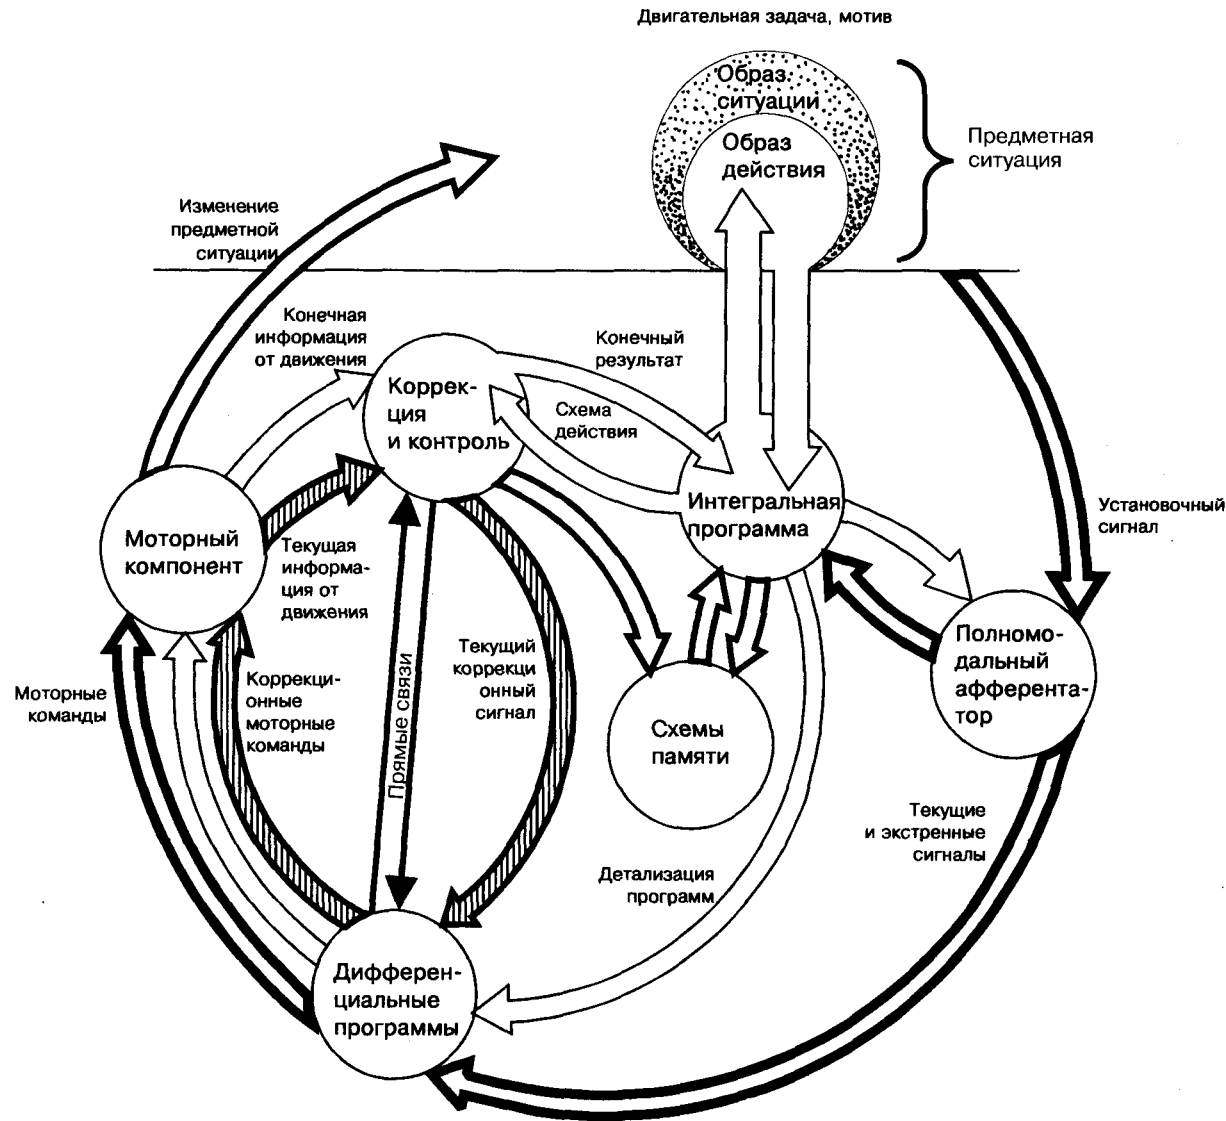 Двигательная задача, мотив
Образ
ситуации
Образ
действия
Предметная
ситуация
Изменение
предметной
ситуации
Конечная
информация
от движения
Конечный
результат
Коррек-
ция
и контроль
Схема
действия
Интегральная
программа
Установочный
сигнал
Моторный
компонент
Текущая
информа-
ция от
движения
Полномо-
дальный
афферента-
тор
Моторные
команды
Коррекци-
онные
моторные
команды
Прямые связи
Текущий
коррекци
онный
сигнал
Схемы
памяти
Текущие
и экстренные
сигналы
Детализация
программ
Дифферен-
циальные
программы